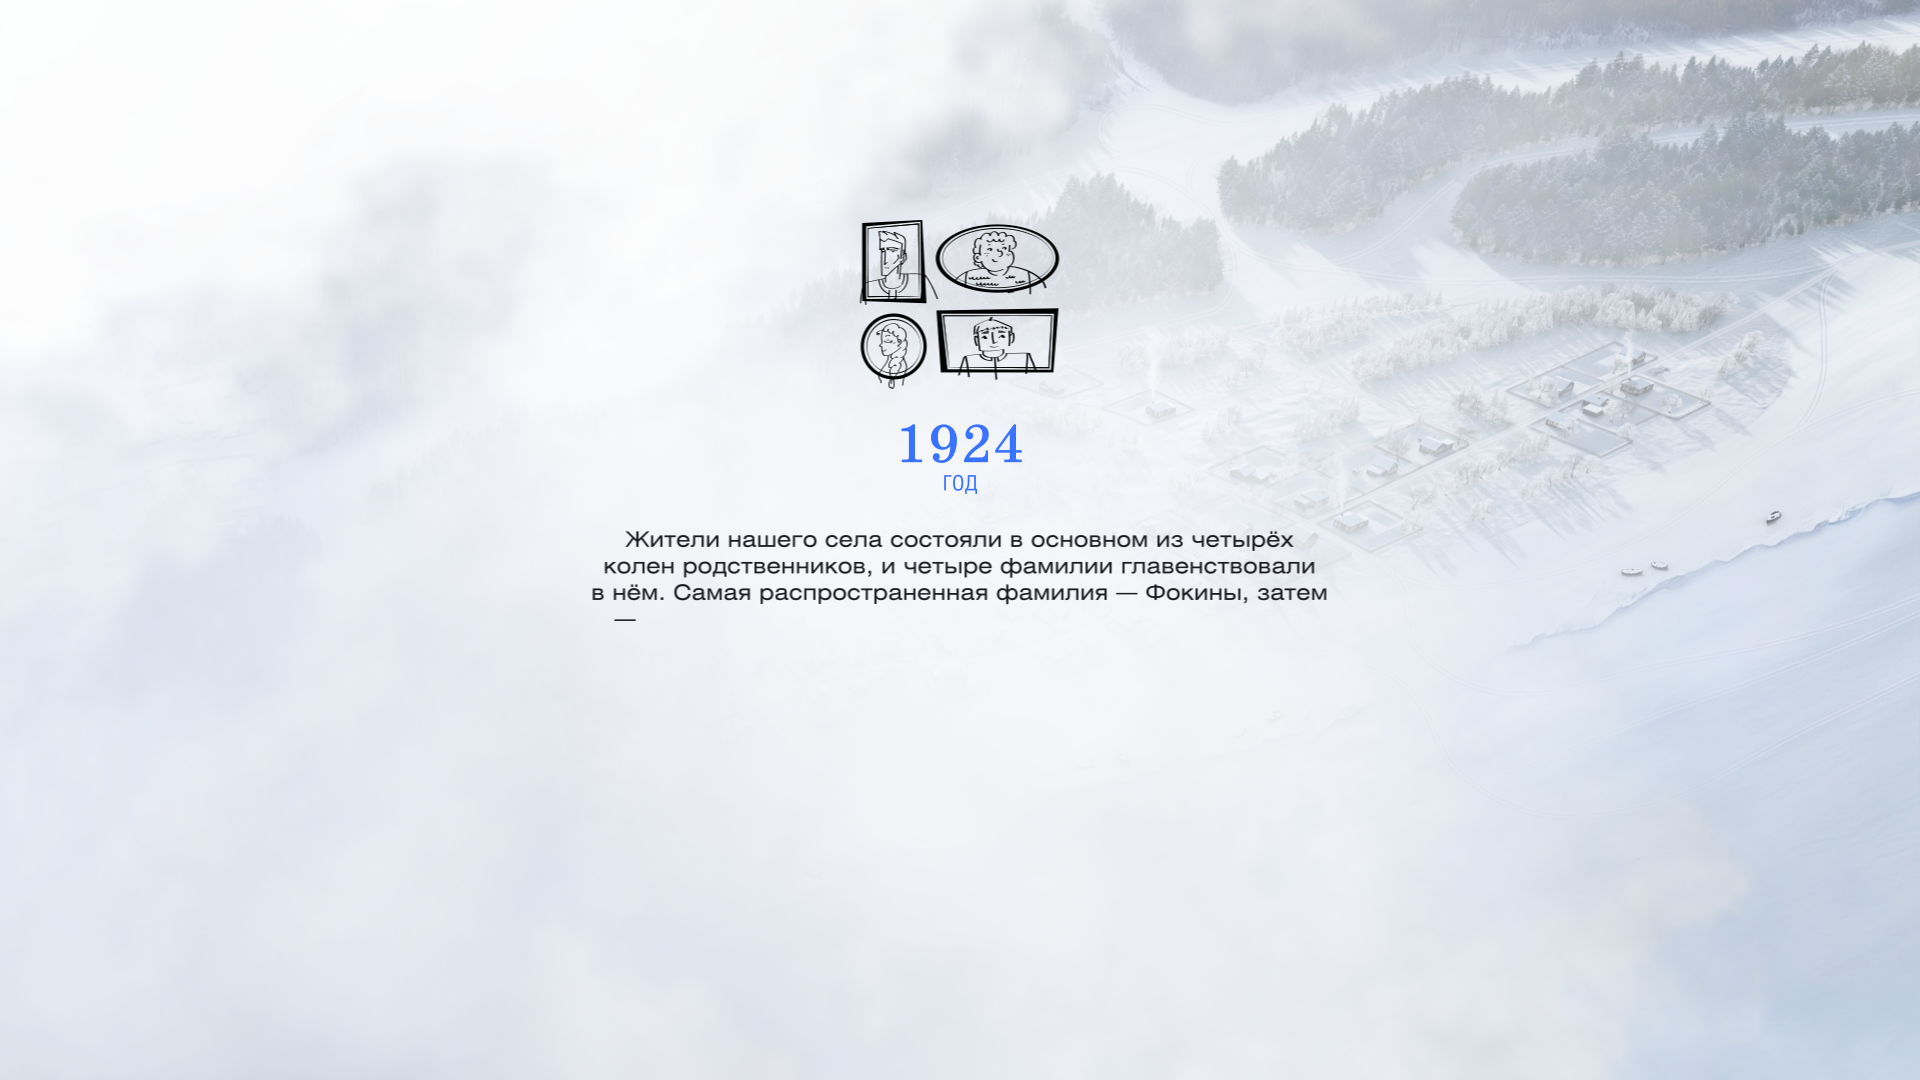 1924
ГОД
Жители нашего села состояли в основном из четырёх
колен родственников, и четыре фамилии главенствовали
в нём. Самая распространенная фамилия — Фокины, затем
—